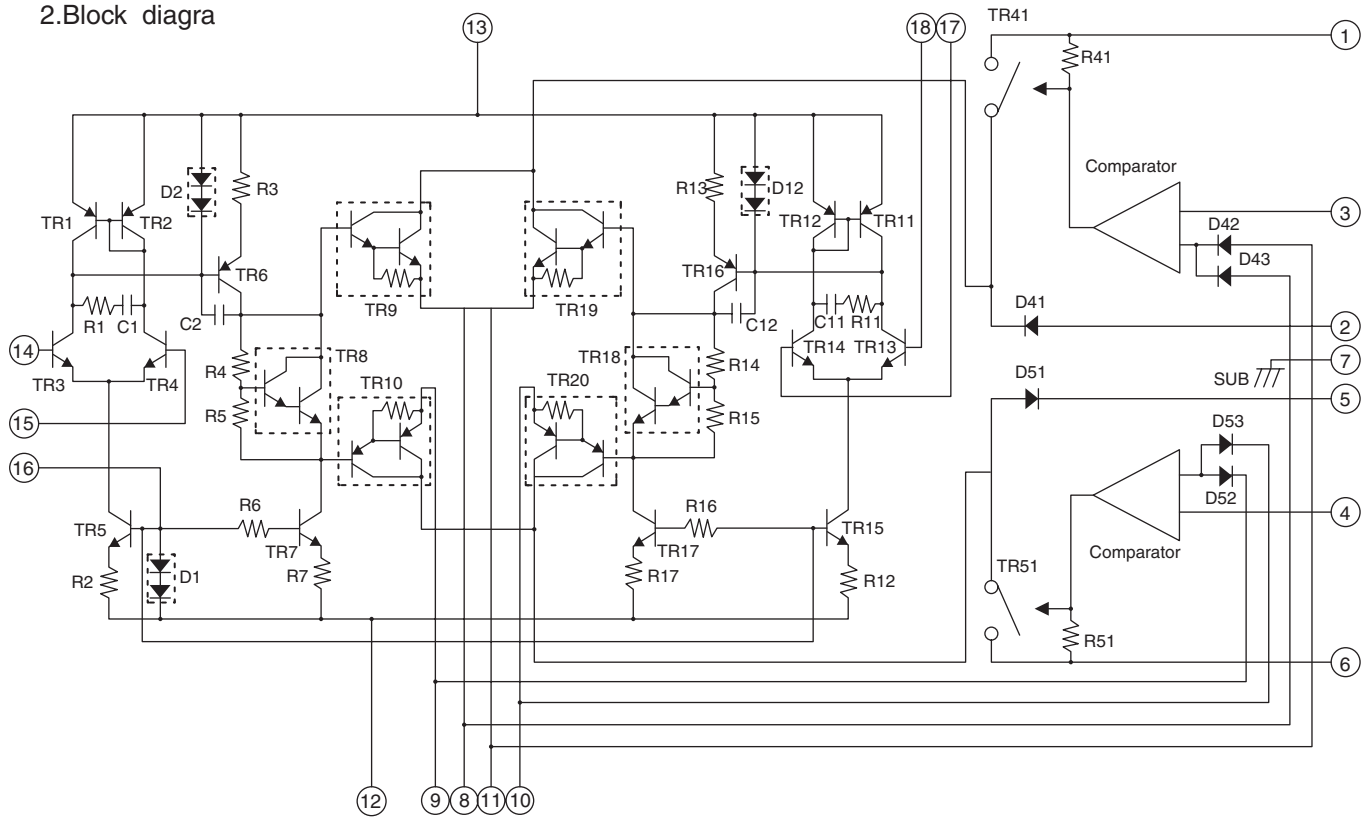 2.Block diagra
TR41
13
18
17
1
R41
Comparator
D2
R3
R13
D12
TR1
TR2
TR12
TR11
3
D42
D43
TR6
TR16
R1
C1
C2
TR9
TR19
C12
C11
R11
D41
2
14
TR3
TR4
R4
TR8
TR18
R14
TR14
TR13
7
SUB
TR10
TR20
D51
R5
R15
5
15
D53
16
D52
R6
R16
TR5
TR7
TR17
TR15
4
Comparator
R2
D1
R7
R17
R12
TR51
R51
6
12
9
8
11
10